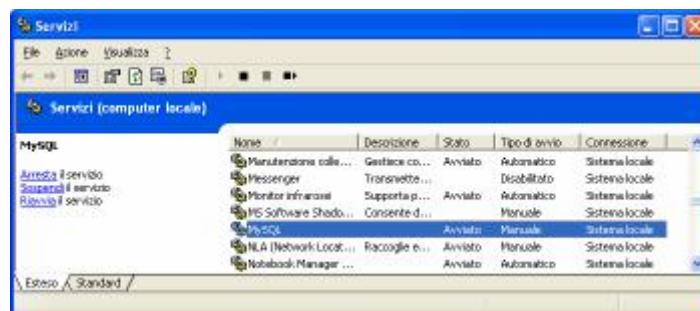 Servizi
File Azione Visualizza ?
Servizi (computer locale)
MySQL
Arresta il servizio
Sospendi il servizio
Riavvia il servizio
Nome Descrizione Stato Tipo di avvio Connessione
Manutenzione colle... Gestisce co... Avviato Automatico Sistema locale
Messenger Transmette... Disabilitato Sistema locale
Monitor infrarossi Supporta p... Avviato Automatico Sistema locale
MS Software Shado... Consente d... Manuale Sistema locale
MySQL Avviato Manuale Sistema locale
NLA (Network Locat... Raccoglie e... Avviato Manuale Sistema locale
Notebook Manager ... Avviato Automatico Sistema locale
Esteso Standard